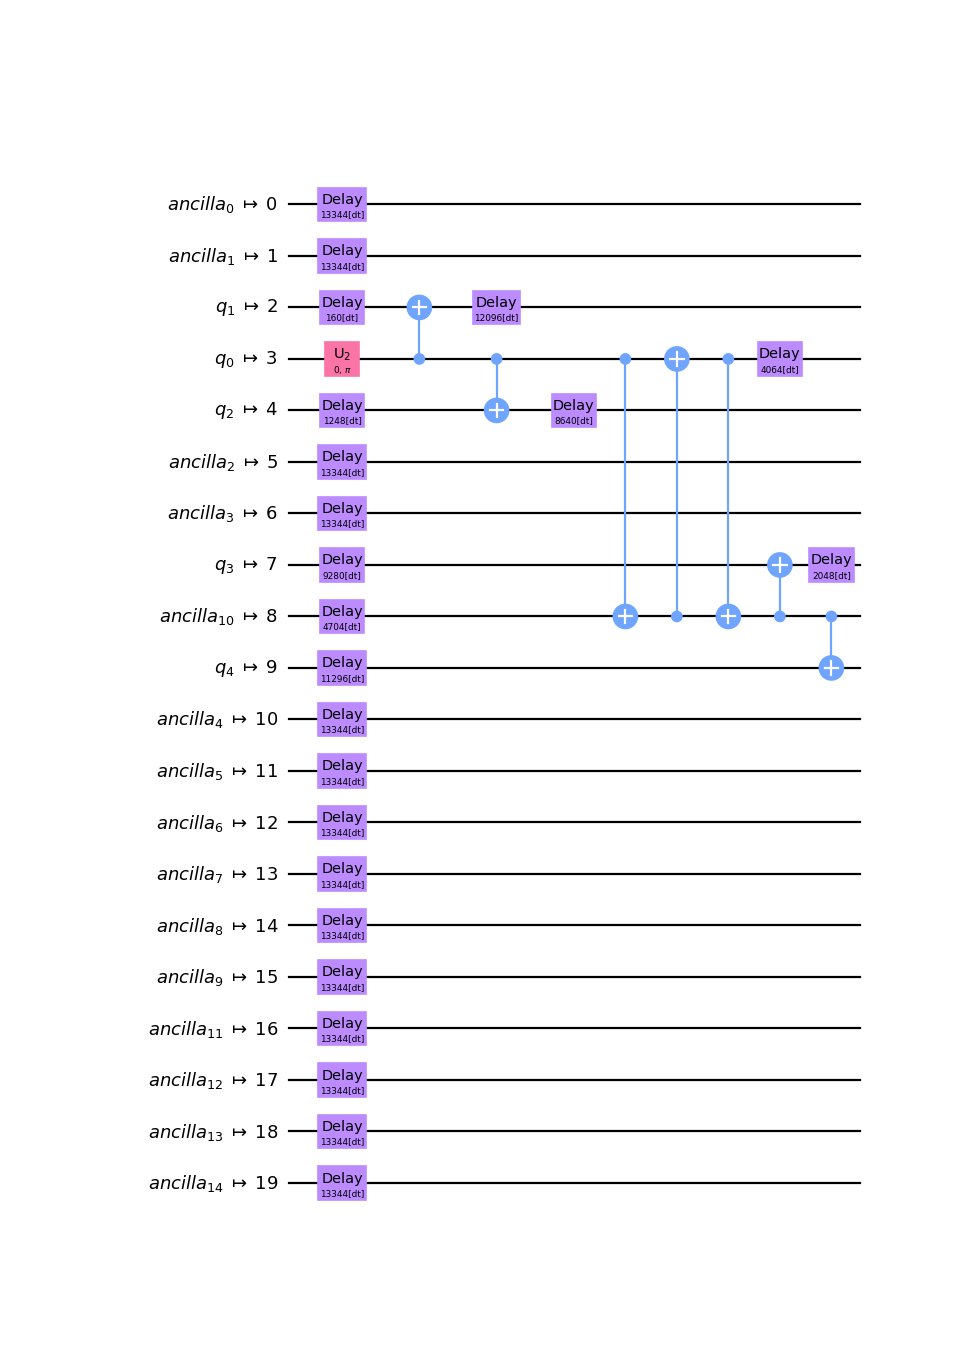 ancilla₀ ↦ 0 Delay 13344[dt]
ancilla₁ ↦ 1 Delay 13344[dt]
q₁ ↦ 2 Delay 160[dt] Delay 12096[dt]
q₀ ↦ 3 U₂ 0, π Delay 4064[dt]
q₂ ↦ 4 Delay 1248[dt] Delay 8640[dt]
ancilla₂ ↦ 5 Delay 13344[dt]
ancilla₃ ↦ 6 Delay 13344[dt]
q₃ ↦ 7 Delay 9280[dt] Delay 2048[dt]
ancilla₁₀ ↦ 8 Delay 4704[dt]
q₄ ↦ 9 Delay 11296[dt]
ancilla₄ ↦ 10 Delay 13344[dt]
ancilla₅ ↦ 11 Delay 13344[dt]
ancilla₆ ↦ 12 Delay 13344[dt]
ancilla₇ ↦ 13 Delay 13344[dt]
ancilla₈ ↦ 14 Delay 13344[dt]
ancilla₉ ↦ 15 Delay 13344[dt]
ancilla₁₁ ↦ 16 Delay 13344[dt]
ancilla₁₂ ↦ 17 Delay 13344[dt]
ancilla₁₃ ↦ 18 Delay 13344[dt]
ancilla₁₄ ↦ 19 Delay 13344[dt]